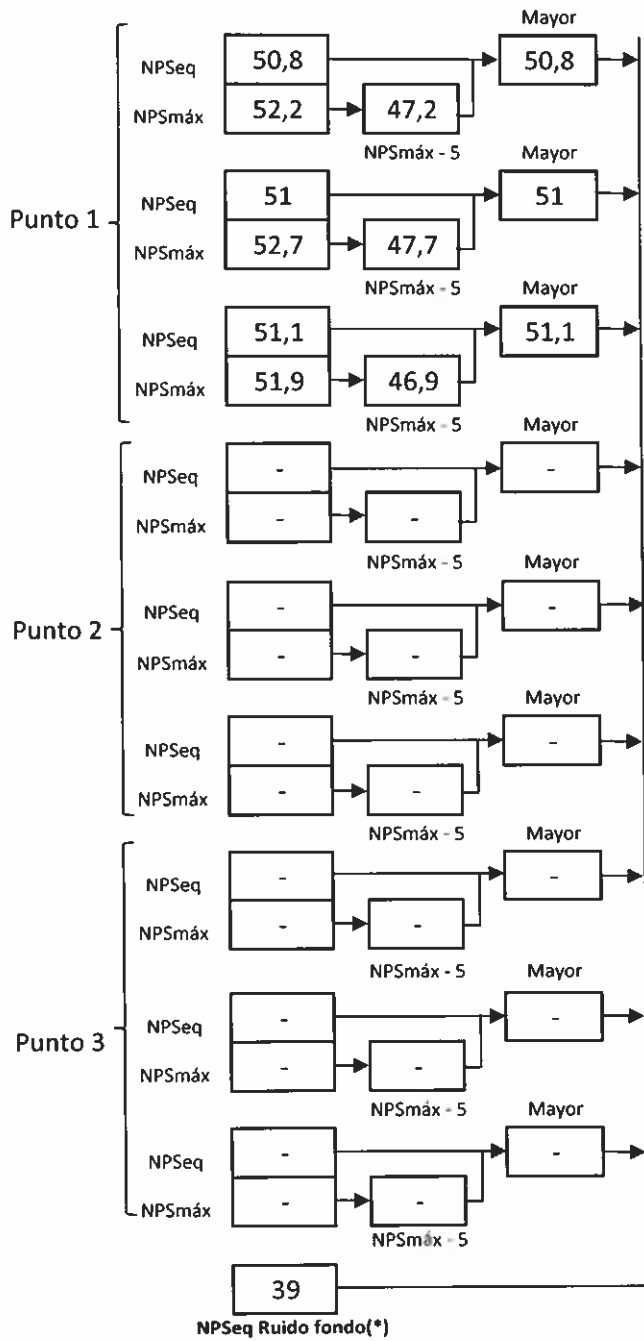 Mayor
NPSeq 50,8 50,8
NPSmáx 52,2 47,2
NPSmáx - 5
Mayor
Punto 1
NPSeq 51 51
NPSmáx 52,7 47,7
NPSmáx - 5
Mayor
NPSeq 51,1 51,1
NPSmáx 51,9 46,9
NPSmáx - 5
Mayor
NPSeq - -
NPSmáx - -
NPSmáx - 5
Mayor
Punto 2
NPSeq - -
NPSmáx - -
NPSmáx - 5
Mayor
NPSeq - -
NPSmáx - -
NPSmáx - 5
Mayor
NPSeq - -
NPSmáx - -
NPSmáx - 5
Mayor
Punto 3
NPSeq - -
NPSmáx - -
NPSmáx - 5
Mayor
NPSeq - -
NPSmáx - -
NPSmáx - 5
39
NPSeq Ruido fondo(*)